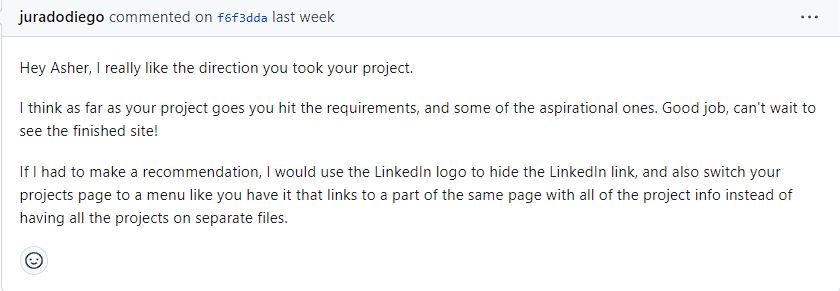 juradodiego commented on f6f3dda last week
Hey Asher, I really like the direction you took your project.
I think as far as your project goes you hit the requirements, and some of the aspirational ones. Good job, can't wait to
see the finished site!
If I had to make a recommendation, I would use the LinkedIn logo to hide the LinkedIn link, and also switch your
projects page to a menu like you have it that links to a part of the same page with all of the project info instead of
having all the projects on separate files.